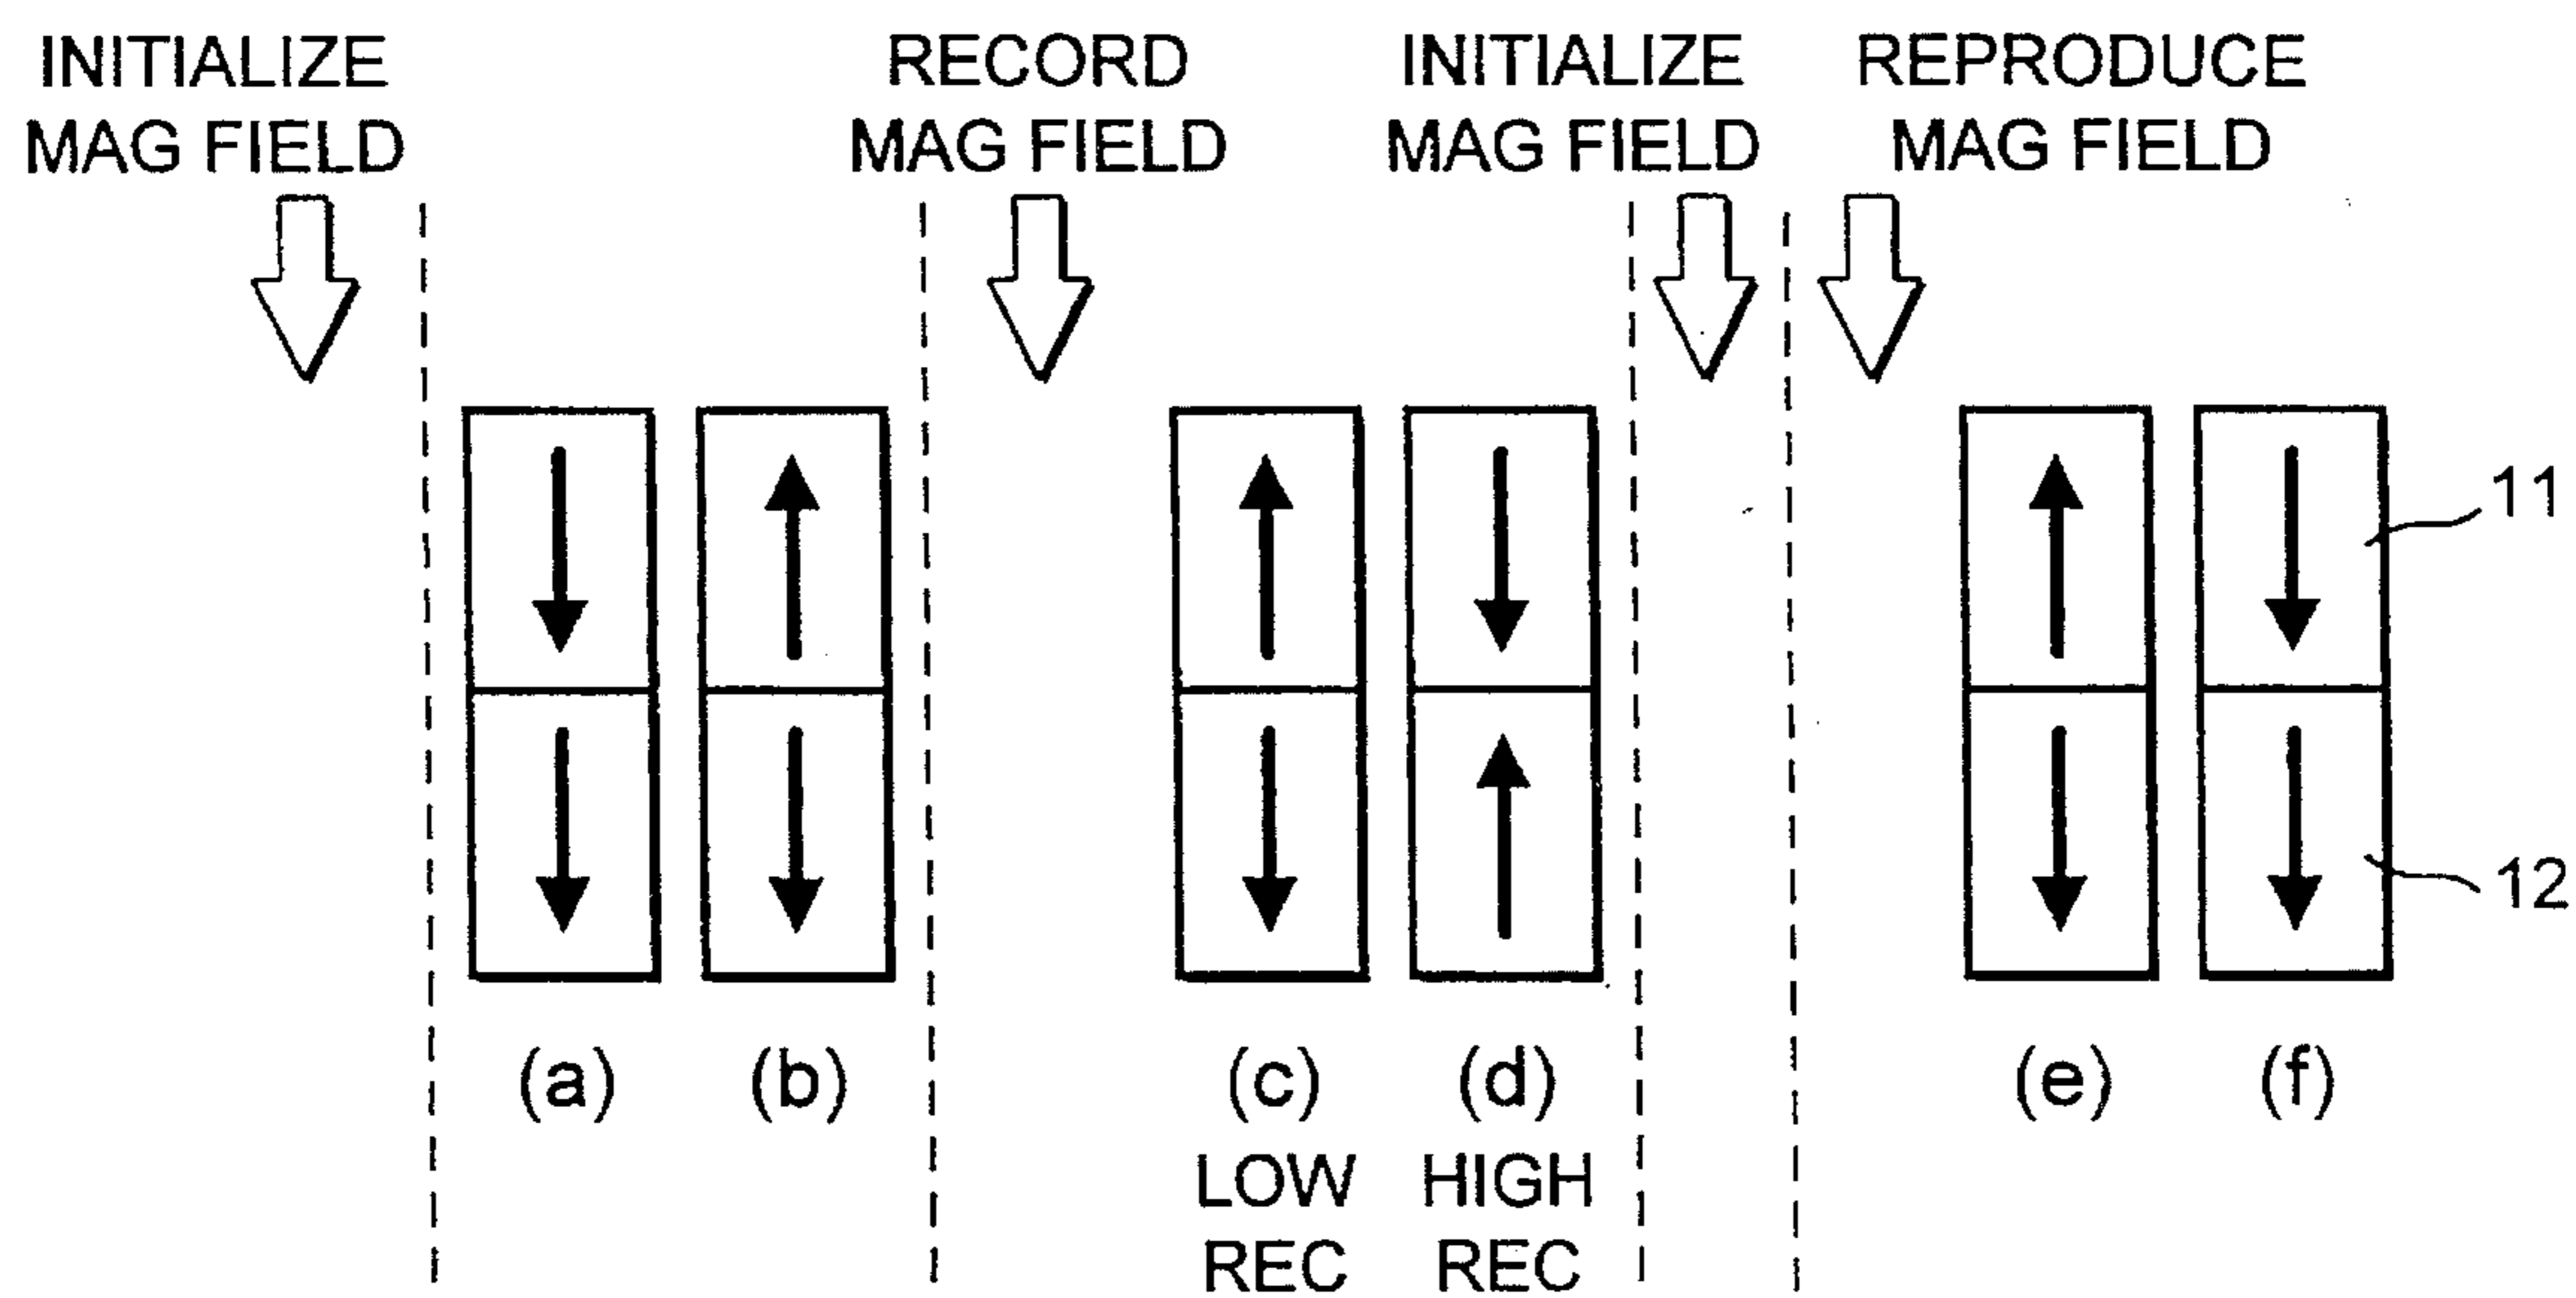 INITIALIZE
MAG FIELD
RECORD
MAG FIELD
INITIALIZE
MAG FIELD
REPRODUCE
MAG FIELD
11
12
(a)
(b)
(c)
LOW
REC
(d)
HIGH
REC
(e)
(f)